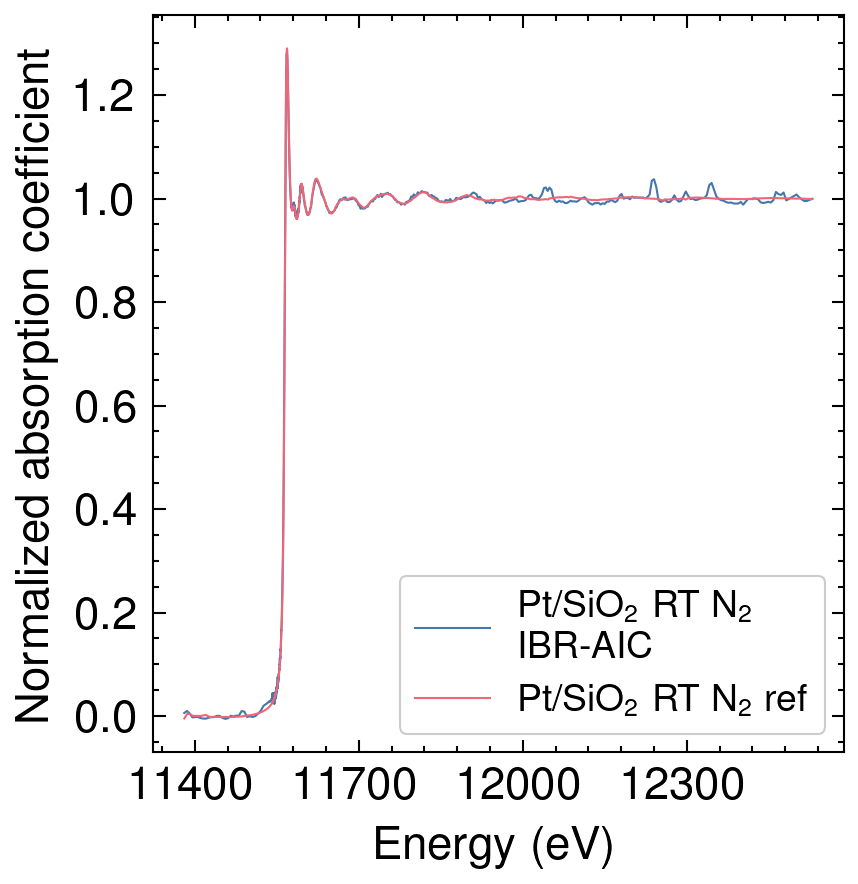 Normalized absorption coefficient
1.2
1.0
0.8
0.6
0.4
0.2
0.0
Pt/SiO₂ RT N₂
IBR-AIC
Pt/SiO₂ RT N₂ ref
11400 11700 12000 12300
Energy (eV)